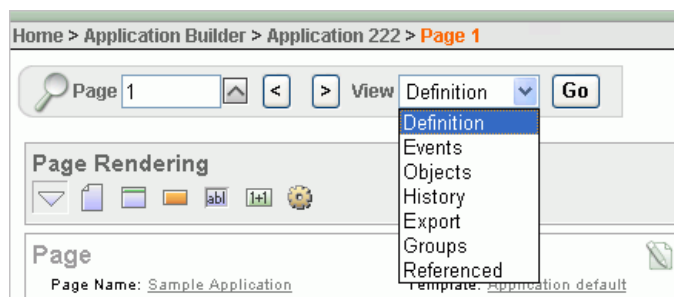 Home > Application Builder > Application 222 > Page 1
Page 1 < > View Definition Go
Definition
Events
Objects
History
Export
Groups
Referenced
Page Rendering
abl 1+1
Page
Page Name: Sample Application Template: Application default